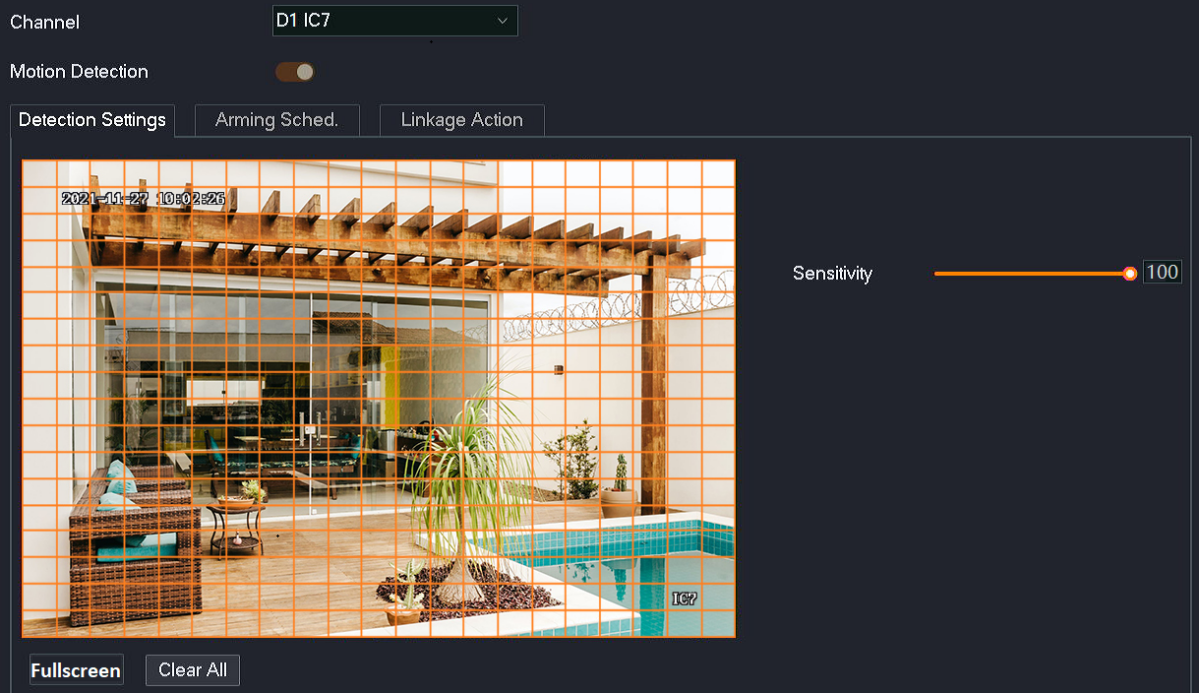 Channel
D1 IC7
Motion Detection
Detection Settings
Arming Sched.
Linkage Action
2021-11-27 10:02:26
Sensitivity
100
IC7
Fullscreen
Clear All